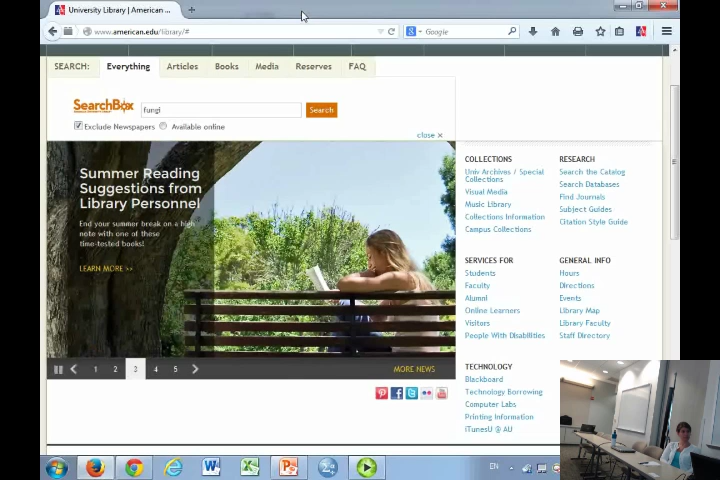 University Library | American ...
www.american.edu/library/#
Google
SEARCH:
Everything
Articles
Books
Media
Reserves
FAQ
SearchBox
fungi
Search
Exclude Newspapers
Available online
close ×
Summer Reading
Suggestions from
Library Personnel
End your summer break on a high
note with one of these
time-tested books!
LEARN MORE >>
1 2 3 4 5
MORE NEWS
COLLECTIONS
Univ Archives / Special
Collections
Visual Media
Music Library
Collections Information
Campus Collections
RESEARCH
Search the Catalog
Search Databases
Find Journals
Subject Guides
Citation Style Guide
SERVICES FOR
Students
Faculty
Alumni
Online Learners
Visitors
People With Disabilities
GENERAL INFO
Hours
Directions
Events
Library Map
Library Faculty
Staff Directory
TECHNOLOGY
Blackboard
Technology Borrowing
Computer Labs
Printing Information
iTunesU @ AU
EN